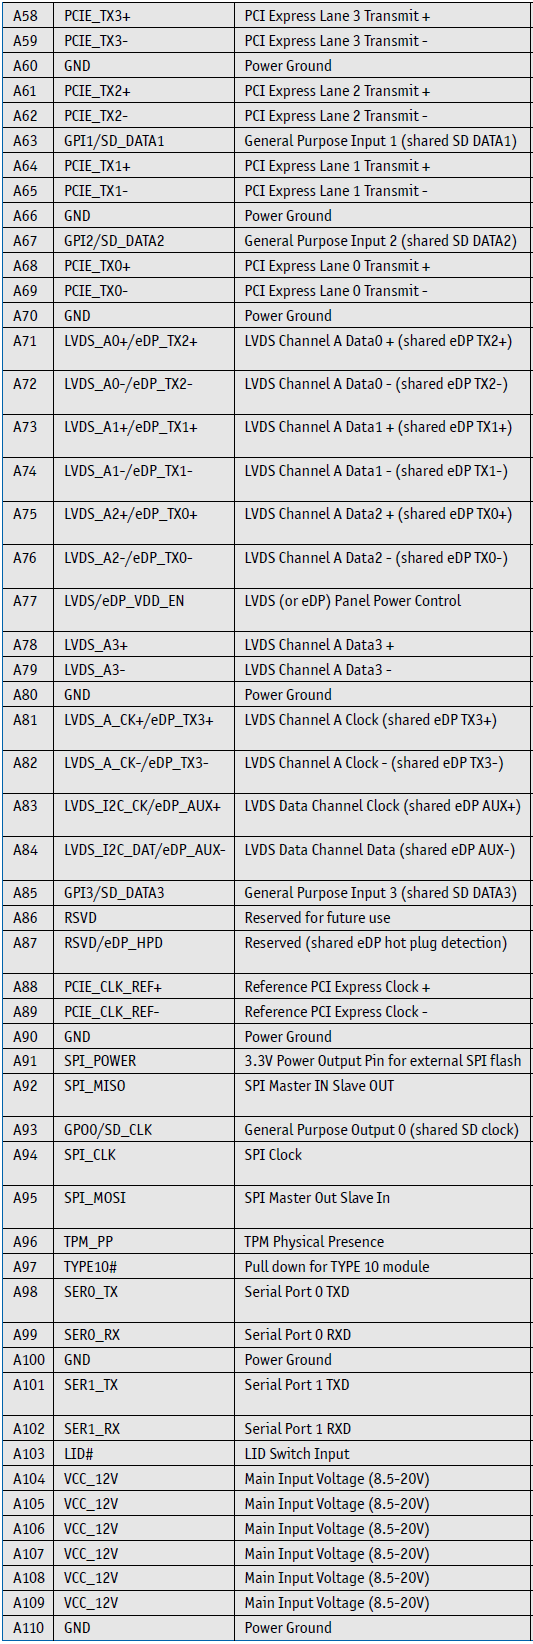 A58 PCIE_TX3+ PCI Express Lane 3 Transmit +
A59 PCIE_TX3- PCI Express Lane 3 Transmit -
A60 GND Power Ground
A61 PCIE_TX2+ PCI Express Lane 2 Transmit +
A62 PCIE_TX2- PCI Express Lane 2 Transmit -
A63 GPI1/SD_DATA1 General Purpose Input 1 (shared SD DATA1)
A64 PCIE_TX1+ PCI Express Lane 1 Transmit +
A65 PCIE_TX1- PCI Express Lane 1 Transmit -
A66 GND Power Ground
A67 GPI2/SD_DATA2 General Purpose Input 2 (shared SD DATA2)
A68 PCIE_TX0+ PCI Express Lane 0 Transmit +
A69 PCIE_TX0- PCI Express Lane 0 Transmit -
A70 GND Power Ground
A71 LVDS_A0+/eDP_TX2+ LVDS Channel A Data0 + (shared eDP TX2+)
A72 LVDS_A0-/eDP_TX2- LVDS Channel A Data0 - (shared eDP TX2-)
A73 LVDS_A1+/eDP_TX1+ LVDS Channel A Data1 + (shared eDP TX1+)
A74 LVDS_A1-/eDP_TX1- LVDS Channel A Data1 - (shared eDP TX1-)
A75 LVDS_A2+/eDP_TX0+ LVDS Channel A Data2 + (shared eDP TX0+)
A76 LVDS_A2-/eDP_TX0- LVDS Channel A Data2 - (shared eDP TX0-)
A77 LVDS/eDP_VDD_EN LVDS (or eDP) Panel Power Control
A78 LVDS_A3+ LVDS Channel A Data3 +
A79 LVDS_A3- LVDS Channel A Data3 -
A80 GND Power Ground
A81 LVDS_A_CK+/eDP_TX3+ LVDS Channel A Clock (shared eDP TX3+)
A82 LVDS_A_CK-/eDP_TX3- LVDS Channel A Clock - (shared eDP TX3-)
A83 LVDS_I2C_CK/eDP_AUX+ LVDS Data Channel Clock (shared eDP AUX+)
A84 LVDS_I2C_DAT/eDP_AUX- LVDS Data Channel Data (shared eDP AUX-)
A85 GPI3/SD_DATA3 General Purpose Input 3 (shared SD DATA3)
A86 RSVD Reserved for future use
A87 RSVD/eDP_HPD Reserved (shared eDP hot plug detection)
A88 PCIE_CLK_REF+ Reference PCI Express Clock +
A89 PCIE_CLK_REF- Reference PCI Express Clock -
A90 GND Power Ground
A91 SPI_POWER 3.3V Power Output Pin for external SPI flash
A92 SPI_MISO SPI Master IN Slave OUT
A93 GPO0/SD_CLK General Purpose Output 0 (shared SD clock)
A94 SPI_CLK SPI Clock
A95 SPI_MOSI SPI Master Out Slave In
A96 TPM_PP TPM Physical Presence
A97 TYPE10# Pull down for TYPE 10 module
A98 SER0_TX Serial Port 0 TXD
A99 SER0_RX Serial Port 0 RXD
A100 GND Power Ground
A101 SER1_TX Serial Port 1 TXD
A102 SER1_RX Serial Port 1 RXD
A103 LID# LID Switch Input
A104 VCC_12V Main Input Voltage (8.5-20V)
A105 VCC_12V Main Input Voltage (8.5-20V)
A106 VCC_12V Main Input Voltage (8.5-20V)
A107 VCC_12V Main Input Voltage (8.5-20V)
A108 VCC_12V Main Input Voltage (8.5-20V)
A109 VCC_12V Main Input Voltage (8.5-20V)
A110 GND Power Ground